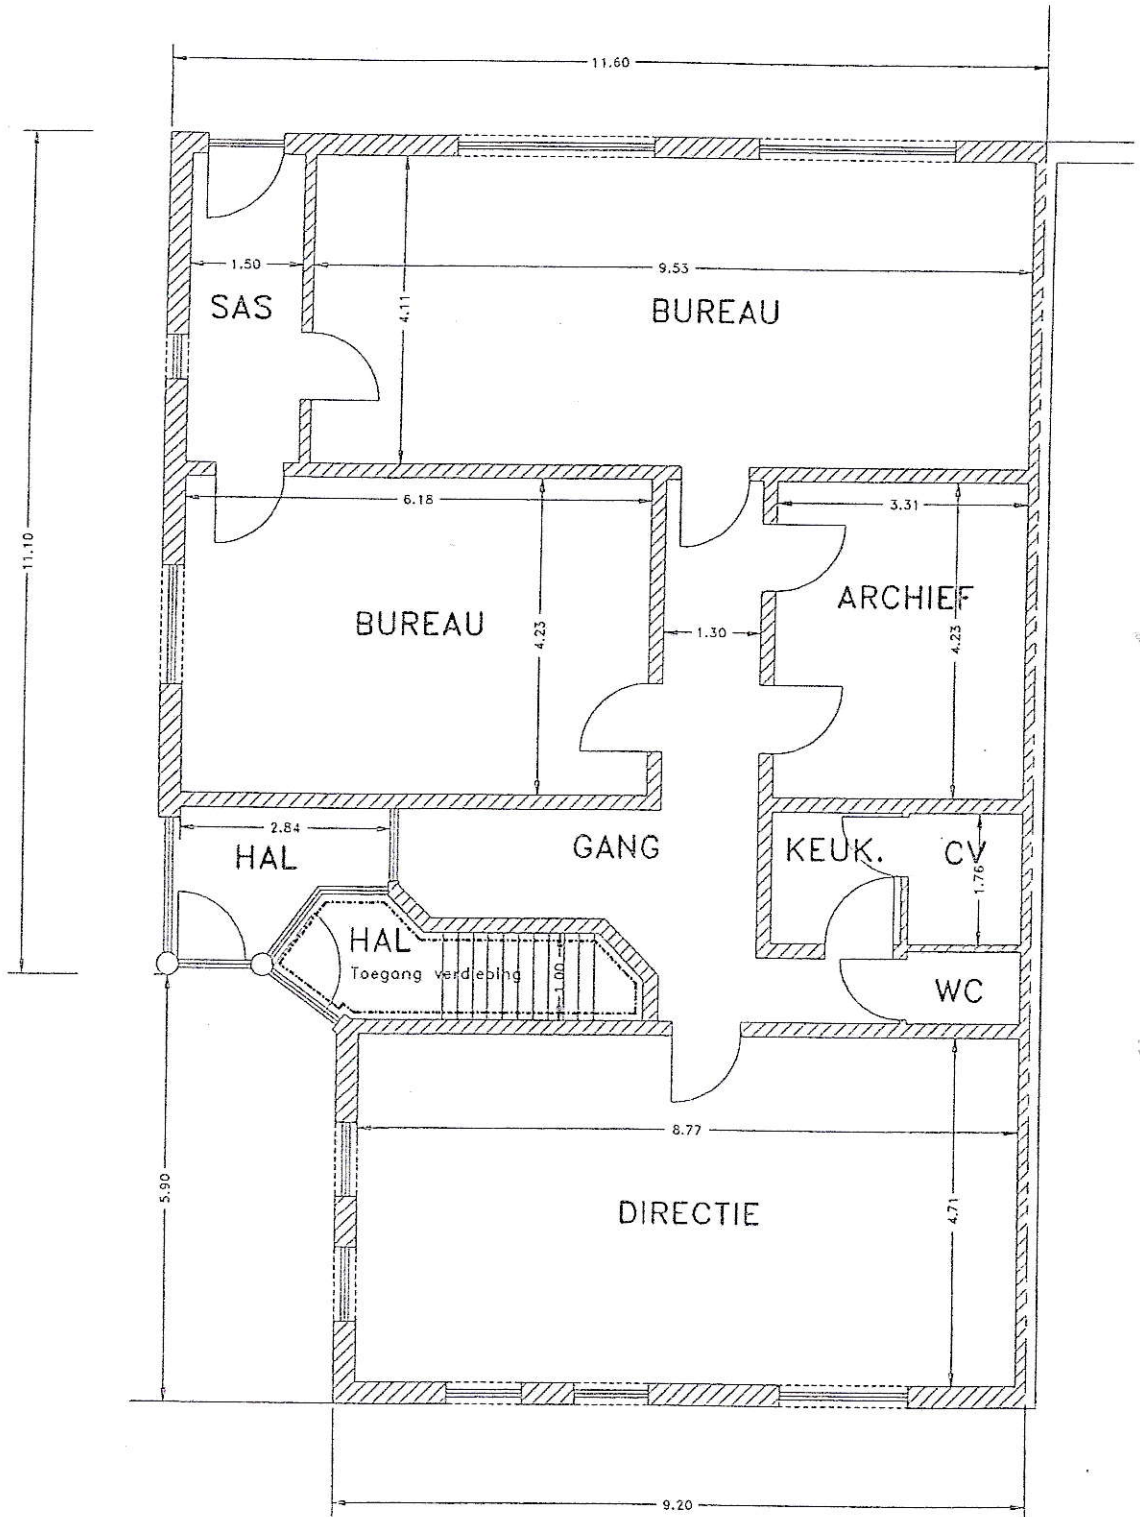 11.60
1.50
9.53
SAS
4.11
BUREAU
11.10
6.18
3.31
BUREAU
4.23
1.30
ARCHIEF
4.23
2.84
HAL
GANG
KEUK.
CV
1.76
HAL
Toegang verdieping
1.00
WC
8.77
5.90
DIRECTIE
4.71
9.20